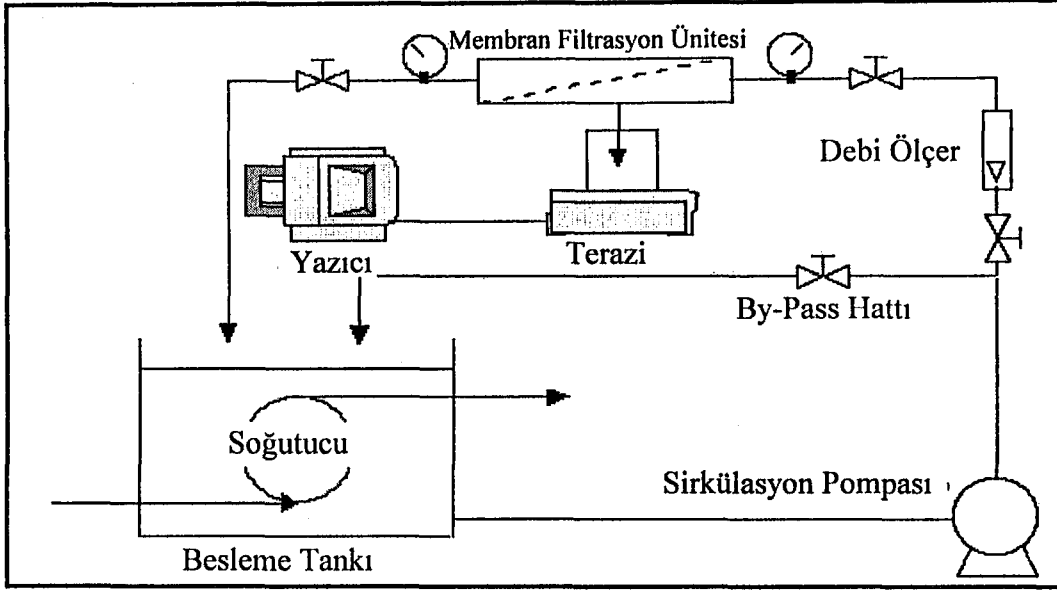 Membran Filtrasyon Ünitesi
Debi Ölçer
Yazıcı
Terazi
By-Pass Hattı
Soğutucu
Sirkülasyon Pompası
Besleme Tankı